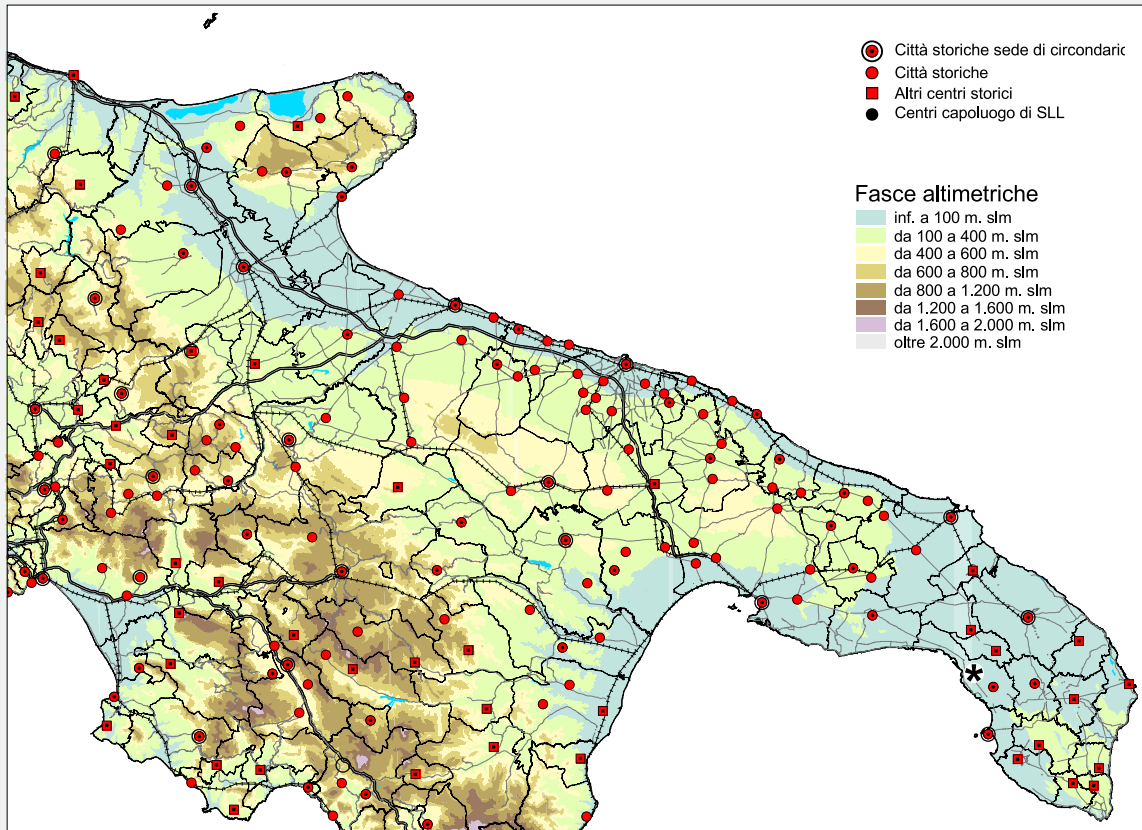 Città storiche sede di circondaric
Città storiche
Altri centri storici
Centri capoluogo di SLL
Fasce altimetriche
inf. a 100 m. slm
da 100 a 400 m. slm
da 400 a 600 m. slm
da 600 a 800 m. slm
da 800 a 1.200 m. slm
da 1.200 a 1.600 m. slm
da 1.600 a 2.000 m. slm
oltre 2.000 m. slm
*